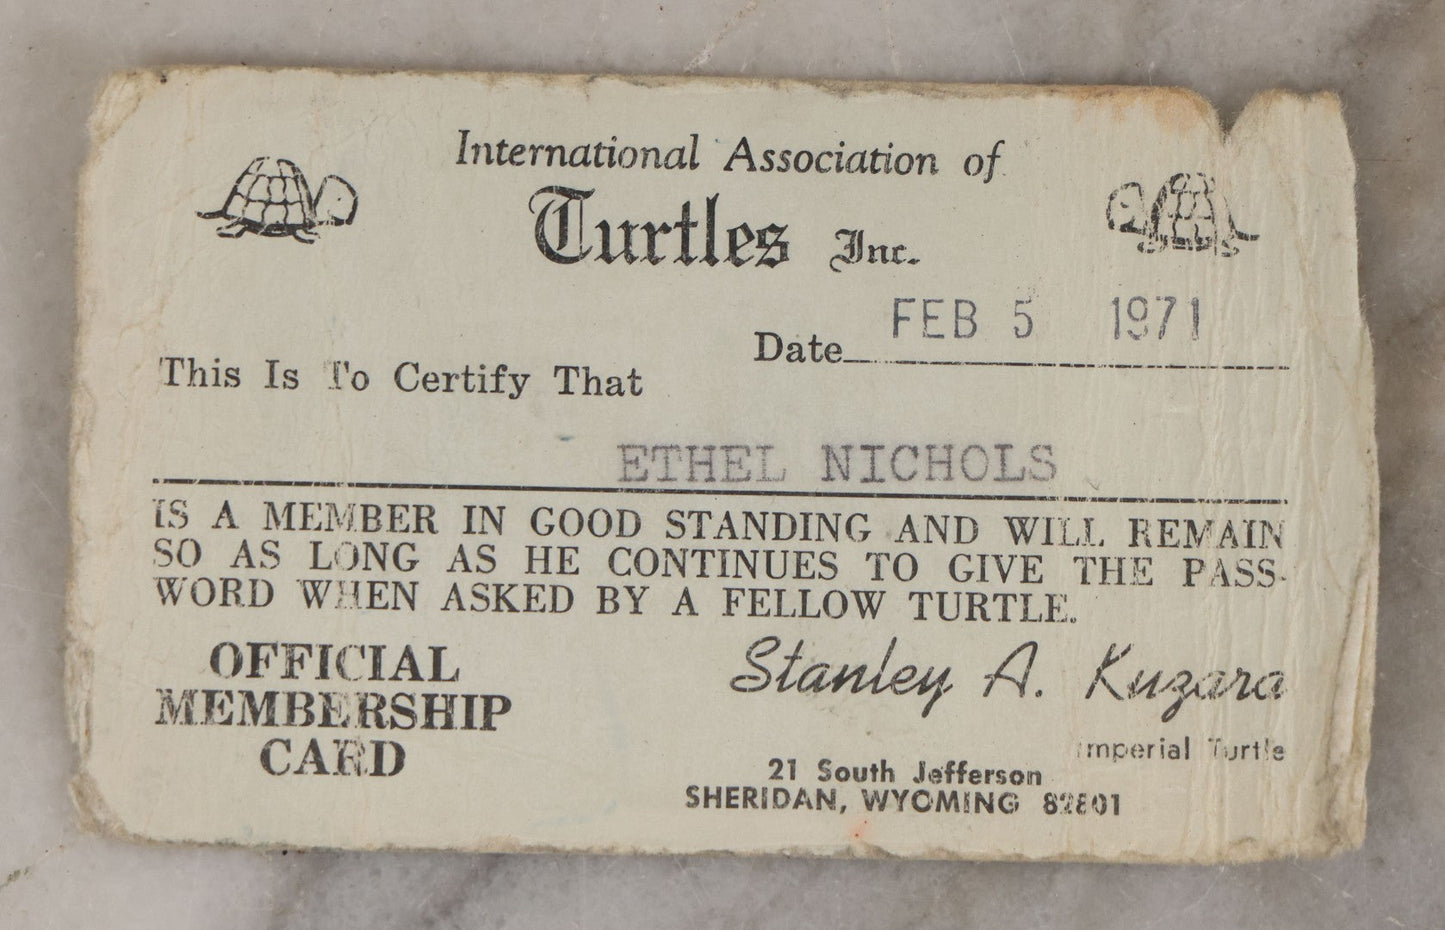 International Association of
Turtles Inc.
Date FEB 5 1971
This Is To Certify That
ETHEL NICHOLS
IS A MEMBER IN GOOD STANDING AND WILL REMAIN
SO AS LONG AS HE CONTINUES TO GIVE THE PASS-
WORD WHEN ASKED BY A FELLOW TURTLE.
OFFICIAL
MEMBERSHIP
CARD
Stanley A. Kuzara
Imperial Turtle
21 South Jefferson
SHERIDAN, WYOMING 82801